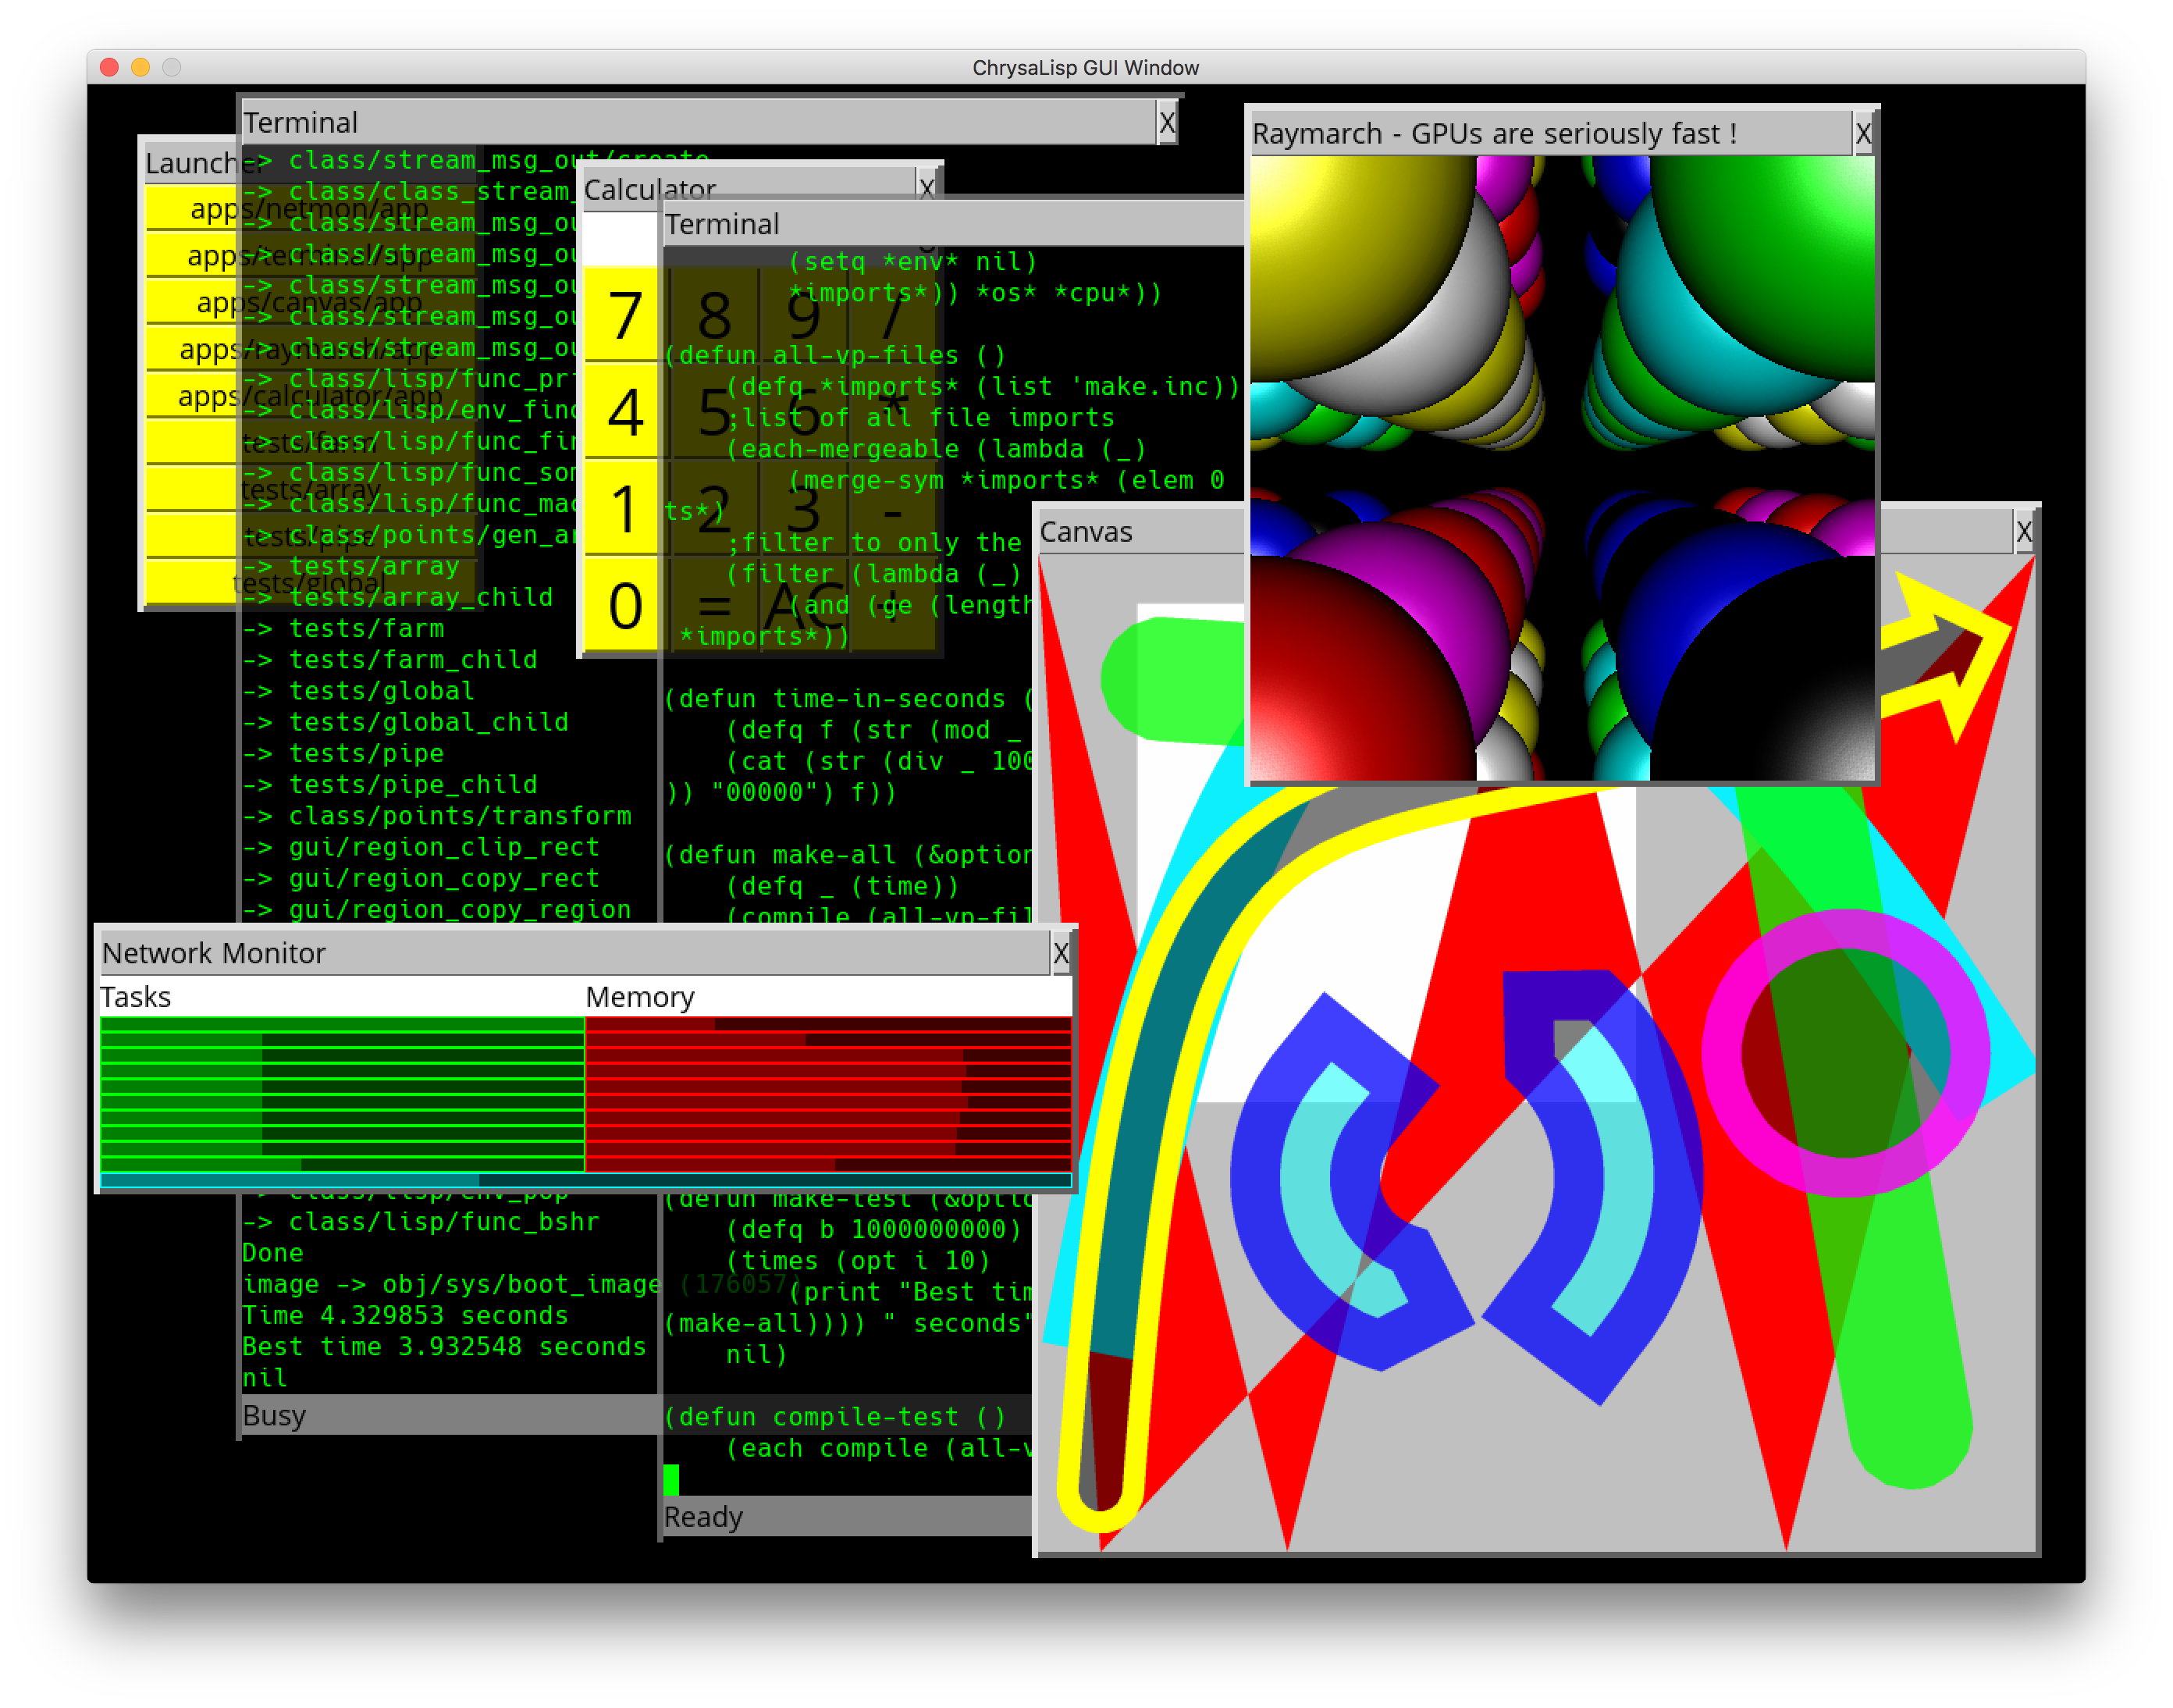 ChrysaLisp GUI Window
Terminal X
-> class/stream_msg_out/create
-> class/class_stream_
-> class/stream_msg_ou
-> class/stream_msg_ou
-> class/stream_msg_ou
-> class/stream_msg_ou
-> class/stream_msg_ou
-> class/lisp/func_pri
-> class/lisp/env_find
-> class/lisp/func_fin
-> class/lisp/func_som
-> class/lisp/func_mac
-> class/points/gen_ar
-> tests/array
-> tests/array_child
-> tests/farm
-> tests/farm_child
-> tests/global
-> tests/global_child
-> tests/pipe
-> tests/pipe_child
-> class/points/transform
-> gui/region_clip_rect
-> gui/region_copy_rect
-> gui/region_copy_region
-> class/lisp/env_pop
-> class/lisp/func_bshr
Done
image -> obj/sys/boot_image (176057)
Time 4.329853 seconds
Best time 3.932548 seconds
nil
Busy
Launcher
apps/netmon/app
apps/terminal/app
apps/canvas/app
apps/raymarch/app
apps/calculator/app
tests/farm
tests/array
tests/pipe
tests/global
Calculator X
7 8 9 /
4 5 6 *
1 2 3 -
0 = AC +
Terminal
(setq *env* nil)
*imports*)) *os* *cpu*))
(defun all-vp-files ()
(defq *imports* (list 'make.inc))
;list of all file imports
(each-mergeable (lambda (_)
(merge-sym *imports* (elem 0
ts*)
;filter to only the
(filter (lambda (_)
(and (ge (length
*imports*))
(defun time-in-seconds (
(defq f (str (mod _
(cat (str (div _ 100
)) "00000") f))
(defun make-all (&option
(defq _ (time))
(compile (all-vp-fil
(defun make-test (&optio
(defq b 1000000000)
(times (opt i 10)
(print "Best tim
(make-all)))) " seconds"
nil)
(defun compile-test ()
(each compile (all-v
Ready
Raymarch - GPUs are seriously fast ! X
Canvas X
Network Monitor X
Tasks Memory